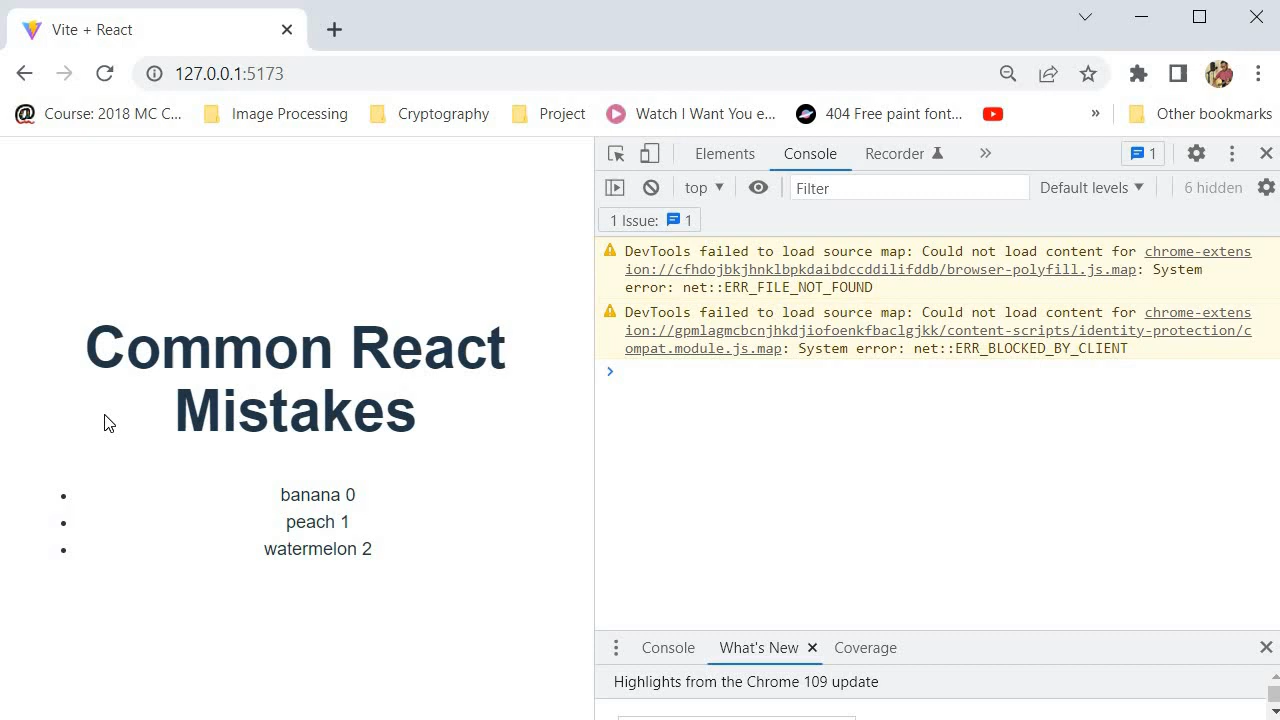 Vite + React
127.0.0.1:5173
Course: 2018 MC C...
Image Processing
Cryptography
Project
Watch I Want You e...
404 Free paint font...
»
Other bookmarks
Common React
Mistakes
banana 0
peach 1
watermelon 2
Elements
Console
Recorder
»
1
top
Filter
Default levels
6 hidden
1 Issue:
1
DevTools failed to load source map: Could not load content for chrome-extens
ion://cfhdojbkjhnklbpkdaibdccddilifddb/browser-polyfill.js.map: System
error: net::ERR_FILE_NOT_FOUND
DevTools failed to load source map: Could not load content for chrome-extens
ion://gpmlagmcbcnjhkdjiofoenkfbaclgjkk/content-scripts/identity-protection/c
ompat.module.js.map: System error: net::ERR_BLOCKED_BY_CLIENT
Console
What's New
Coverage
Highlights from the Chrome 109 update